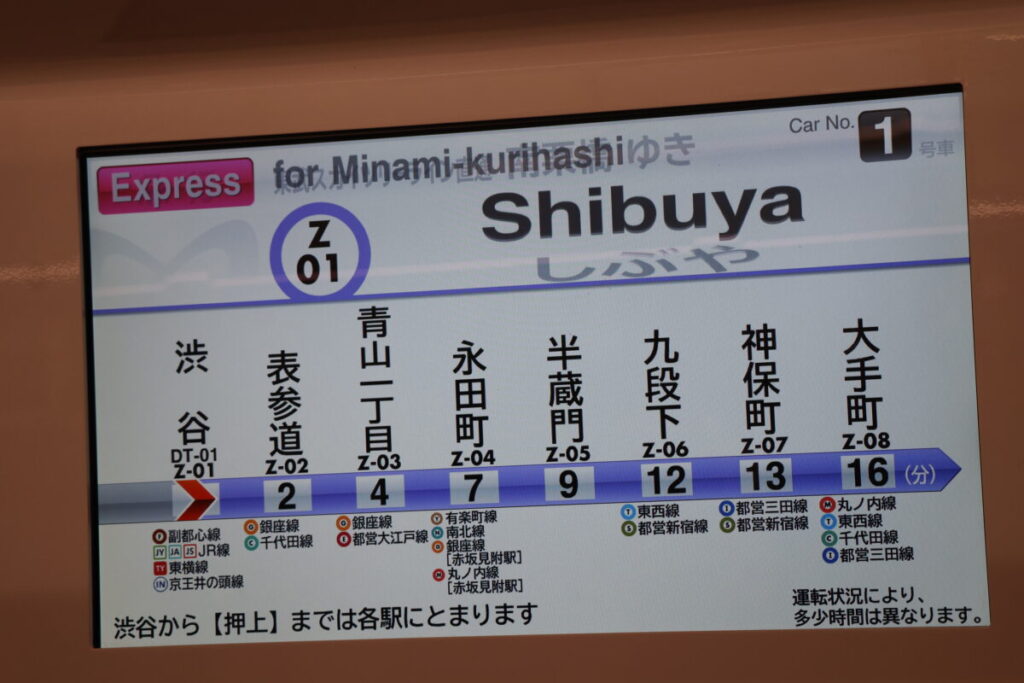 Express
for Minami-kurihashi
南栗橋ゆき
Car No. 1
号車
Z
01
Shibuya
しぶや
渋谷
DT-01
Z-01
表参道
Z-02
2
青山一丁目
Z-03
4
永田町
Z-04
7
半蔵門
Z-05
9
九段下
Z-06
12
神保町
Z-07
13
大手町
Z-08
16
(分)
副都心線
JY JA JS JR線
TY 東横線
IN 京王井の頭線
G 銀座線
C 千代田線
G 銀座線
E 都営大江戸線
Y 有楽町線
N 南北線
G 銀座線
[赤坂見附駅]
M 丸ノ内線
[赤坂見附駅]
T 東西線
S 都営新宿線
I 都営三田線
S 都営新宿線
M 丸ノ内線
T 東西線
C 千代田線
I 都営三田線
渋谷から【押上】までは各駅にとまります
運転状況により、
多少時間は異なります。